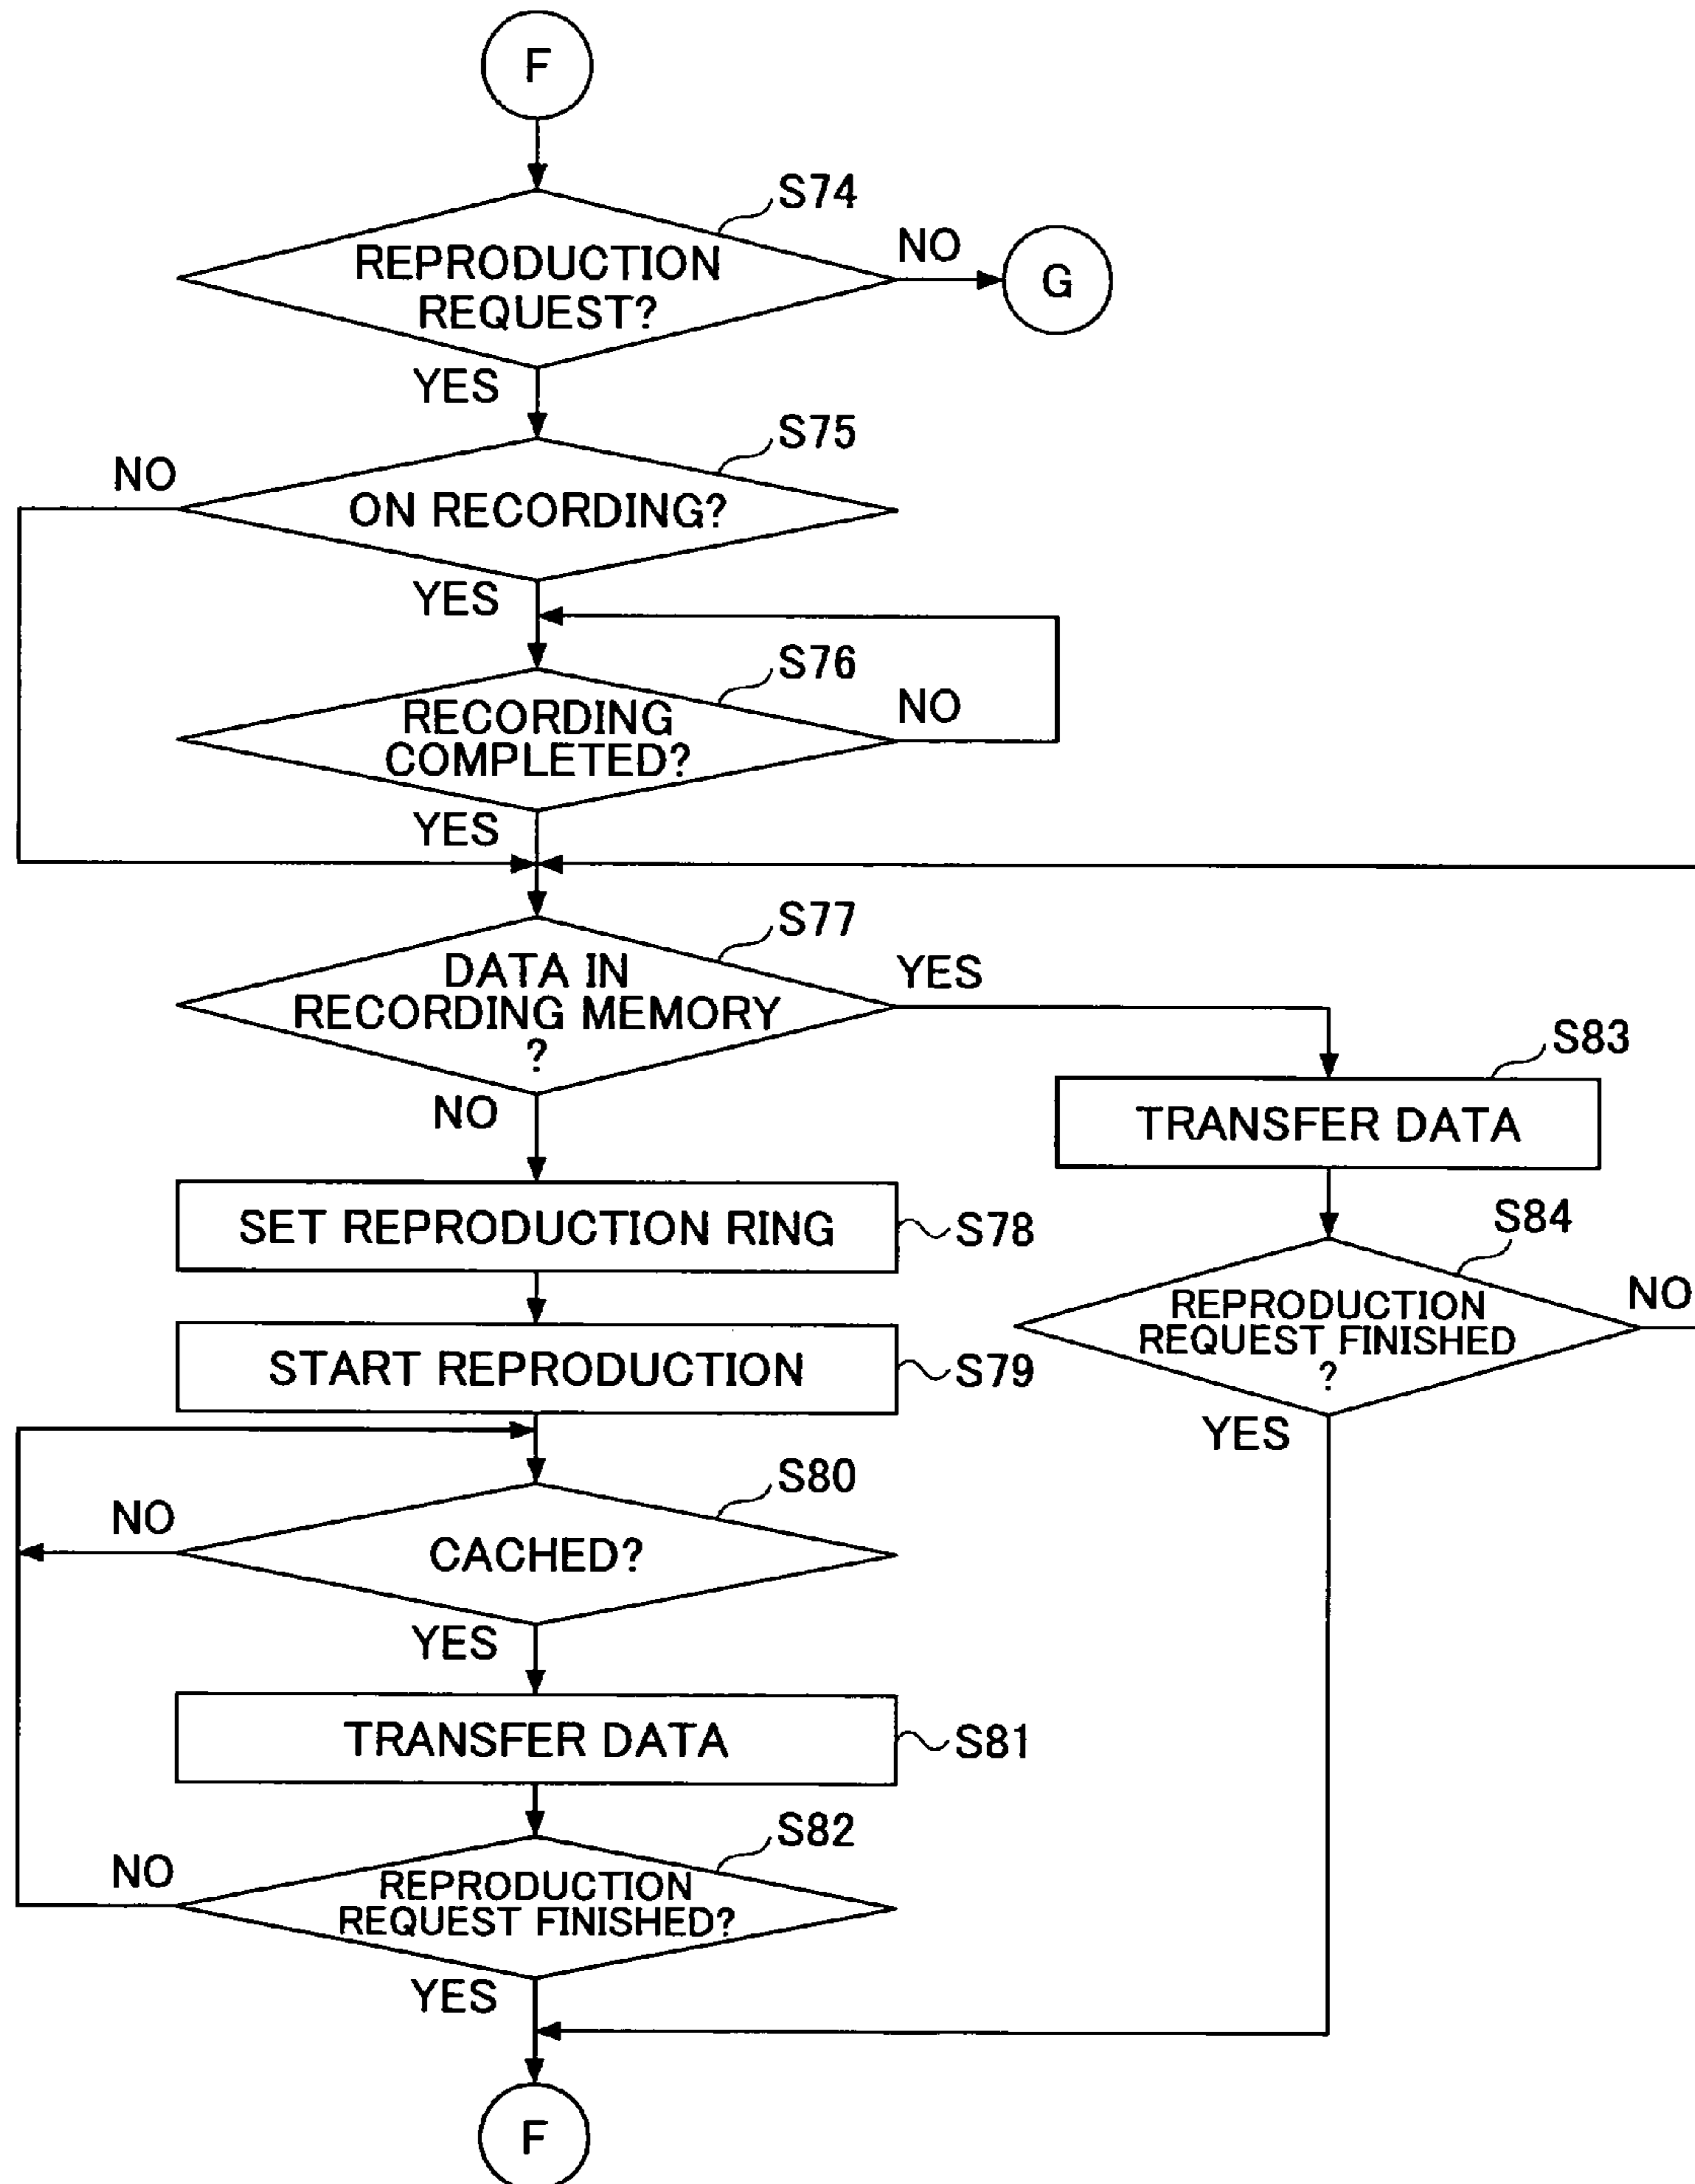 F
S74
REPRODUCTION
REQUEST?
NO
G
YES
S75
NO
ON RECORDING?
YES
S76
RECORDING
COMPLETED?
NO
YES
S77
DATA IN
RECORDING MEMORY
?
YES
NO
S83
TRANSFER DATA
SET REPRODUCTION RING
S78
S84
REPRODUCTION
REQUEST FINISHED
?
NO
YES
START REPRODUCTION
S79
S80
NO
CACHED?
YES
TRANSFER DATA
S81
S82
NO
REPRODUCTION
REQUEST FINISHED?
YES
F